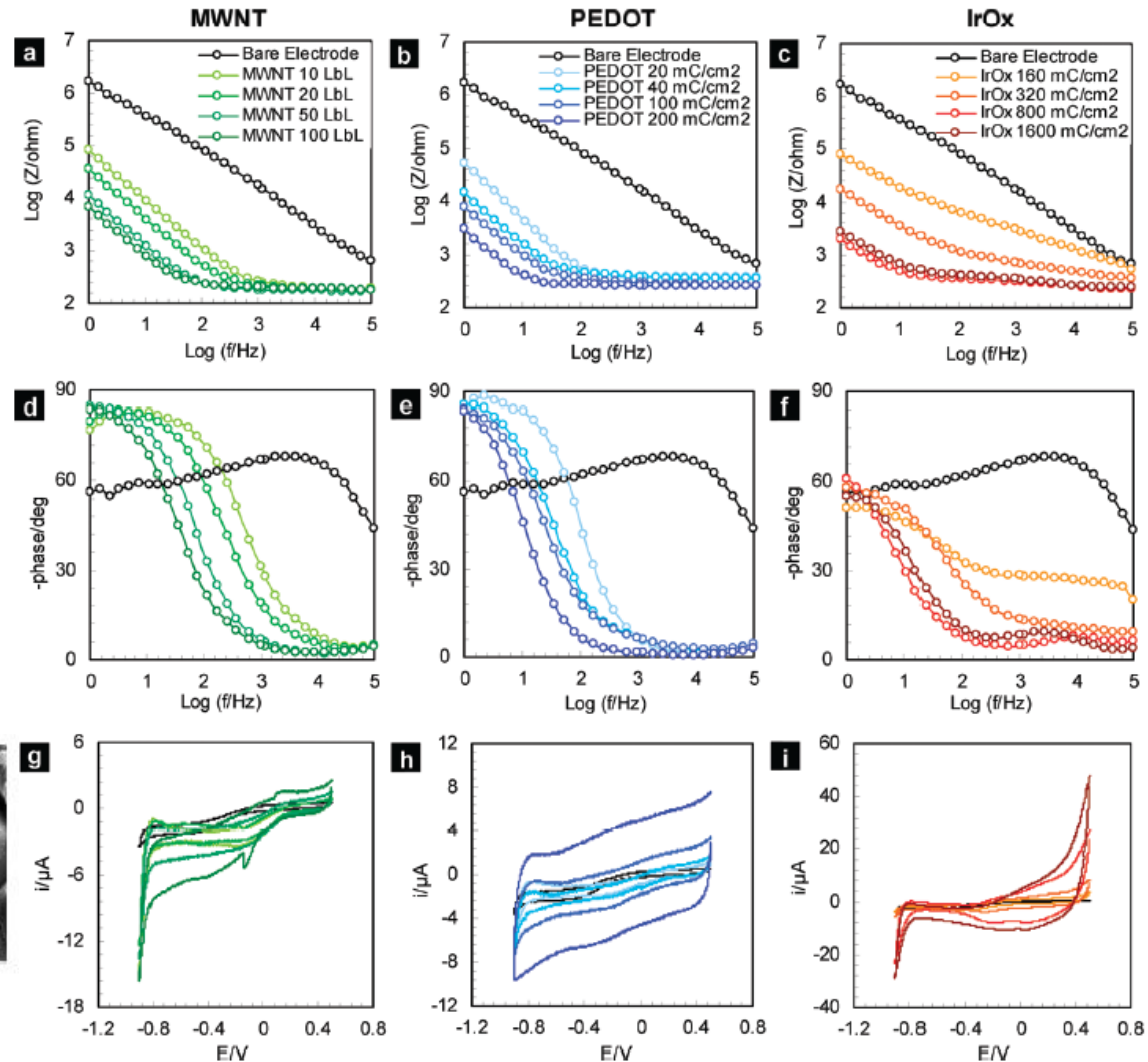 MWNT PEDOT IrOx
a
7
6
5
4
3
2
Log (Z/ohm)
Bare Electrode
MWNT 10 LbL
MWNT 20 LbL
MWNT 50 LbL
MWNT 100 LbL
0 1 2 3 4 5
Log (f/Hz)
b
7
6
5
4
3
2
Log (Z/ohm)
Bare Electrode
PEDOT 20 mC/cm2
PEDOT 40 mC/cm2
PEDOT 100 mC/cm2
PEDOT 200 mC/cm2
0 1 2 3 4 5
Log (f/Hz)
c
7
6
5
4
3
2
Log (Z/ohm)
Bare Electrode
IrOx 160 mC/cm2
IrOx 320 mC/cm2
IrOx 800 mC/cm2
IrOx 1600 mC/cm2
0 1 2 3 4 5
Log (f/Hz)
d
90
60
30
0
-phase/deg
0 1 2 3 4 5
Log (f/Hz)
e
90
60
30
0
-phase/deg
0 1 2 3 4 5
Log (f/Hz)
f
90
60
30
0
-phase/deg
0 1 2 3 4 5
Log (f/Hz)
g
6
0
-6
-12
-18
i/µA
-1.2 -0.8 -0.4 0 0.4 0.8
E/V
h
12
8
4
0
-4
-8
-12
i/µA
-1.2 -0.8 -0.4 0 0.4 0.8
E/V
i
60
40
20
0
-20
-40
i/µA
-1.2 -0.8 -0.4 0 0.4 0.8
E/V